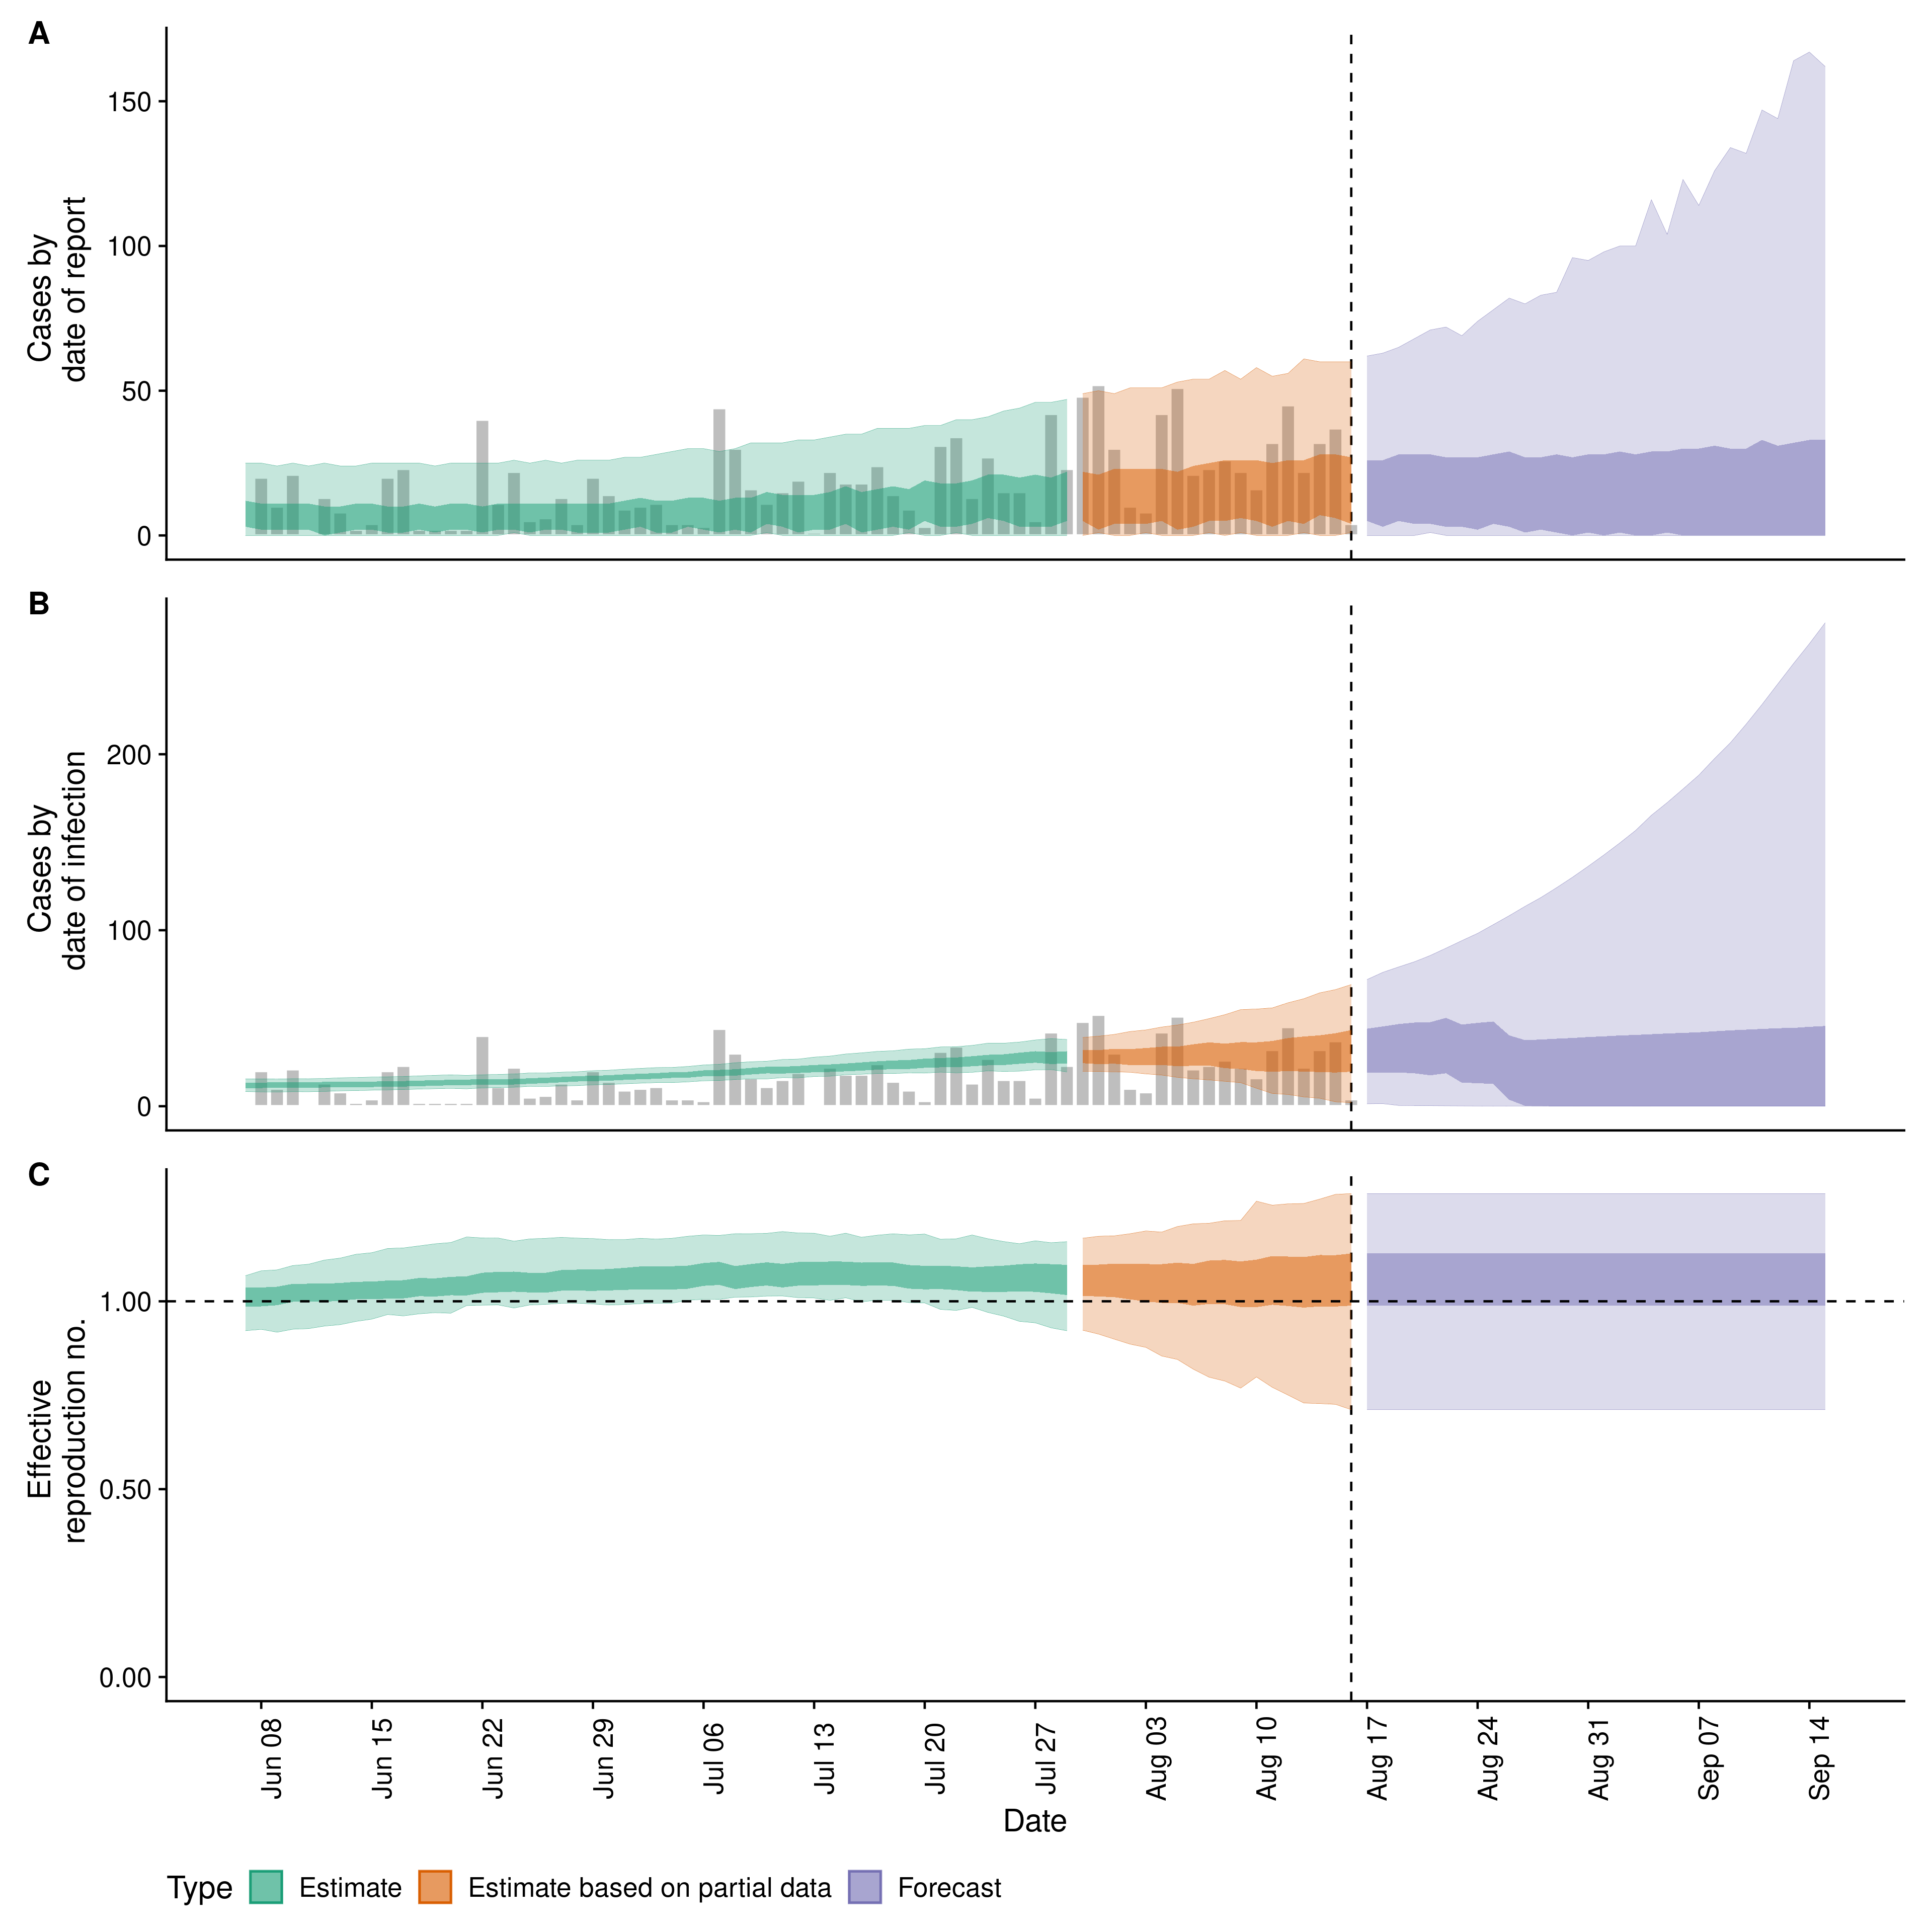 A
Cases by
date of report
150
100
50
0
B
Cases by
date of infection
200
100
0
C
Effective
reproduction no.
1.00
0.50
0.00
Jun 08
Jun 15
Jun 22
Jun 29
Jul 06
Jul 13
Jul 20
Jul 27
Aug 03
Aug 10
Aug 17
Aug 24
Aug 31
Sep 07
Sep 14
Date
Type
Estimate
Estimate based on partial data
Forecast